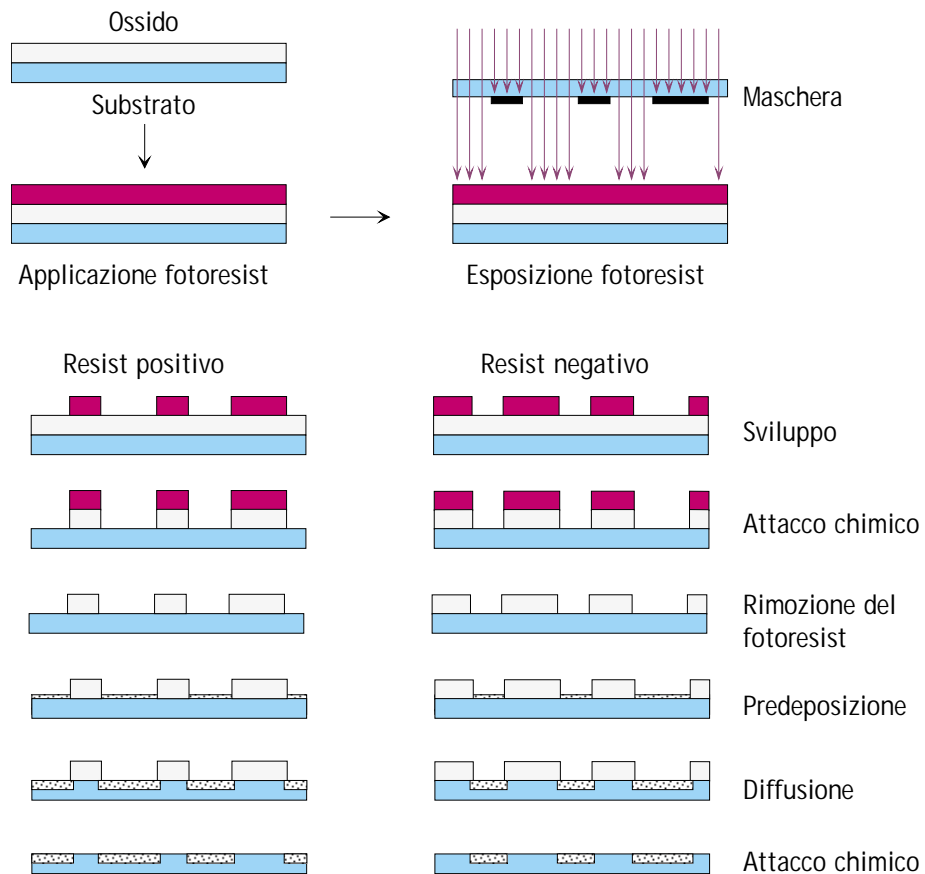 Ossido
Substrato
Maschera
Applicazione fotoresist
Esposizione fotoresist
Resist positivo
Resist negativo
Sviluppo
Attacco chimico
Rimozione del
fotoresist
Predeposizione
Diffusione
Attacco chimico